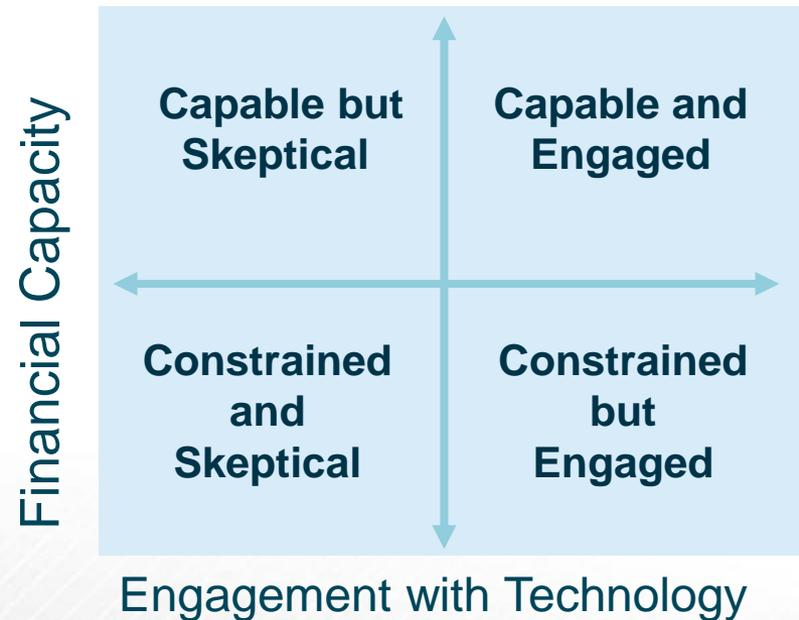 Financial Capacity
Capable but
Skeptical
Capable and
Engaged
Constrained
and
Skeptical
Constrained
but
Engaged
Engagement with Technology